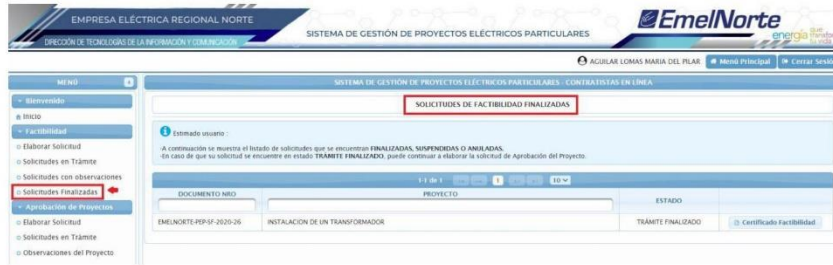 EMPRESA ELÉCTRICA REGIONAL NORTE
DIRECCIÓN DE TECNOLOGÍAS DE LA INFORMACIÓN Y COMUNICACIÓN
SISTEMA DE GESTIÓN DE PROYECTOS ELÉCTRICOS PARTICULARES
EmelNorte
energía que
AGUILAR LOMAS MARIA DEL PILAR
Menú Principal
Cerrar Sesió
MENÚ
SISTEMA DE GESTIÓN DE PROYECTOS ELÉCTRICOS PARTICULARES - CONTRATISTAS EN LÍNEA
Bienvenido
Inicio
Factibilidad
Elaborar Solicitud
Solicitudes en Trámite
Solicitudes con observaciones
Solicitudes Finalizadas
Aprobación de Proyectos
Elaborar Solicitud
Solicitudes en Trámite
Observaciones del Proyecto
SOLICITUDES DE FACTIBILIDAD FINALIZADAS
Estimado usuario :
-A continuación se muestra el listado de solicitudes que se encuentran FINALIZADAS, SUSPENDIDAS O ANULADAS.
-En caso de que su solicitud se encuentre en estado TRÁMITE FINALIZADO, puede continuar a elaborar la solicitud de Aprobación del Proyecto.
1-1 de 1 1 10
DOCUMENTO NRO PROYECTO ESTADO
EMELNORTE-PEP-SF-2020-26 INSTALACION DE UN TRANSFORMADOR TRÁMITE FINALIZADO Certificado Factibilidad